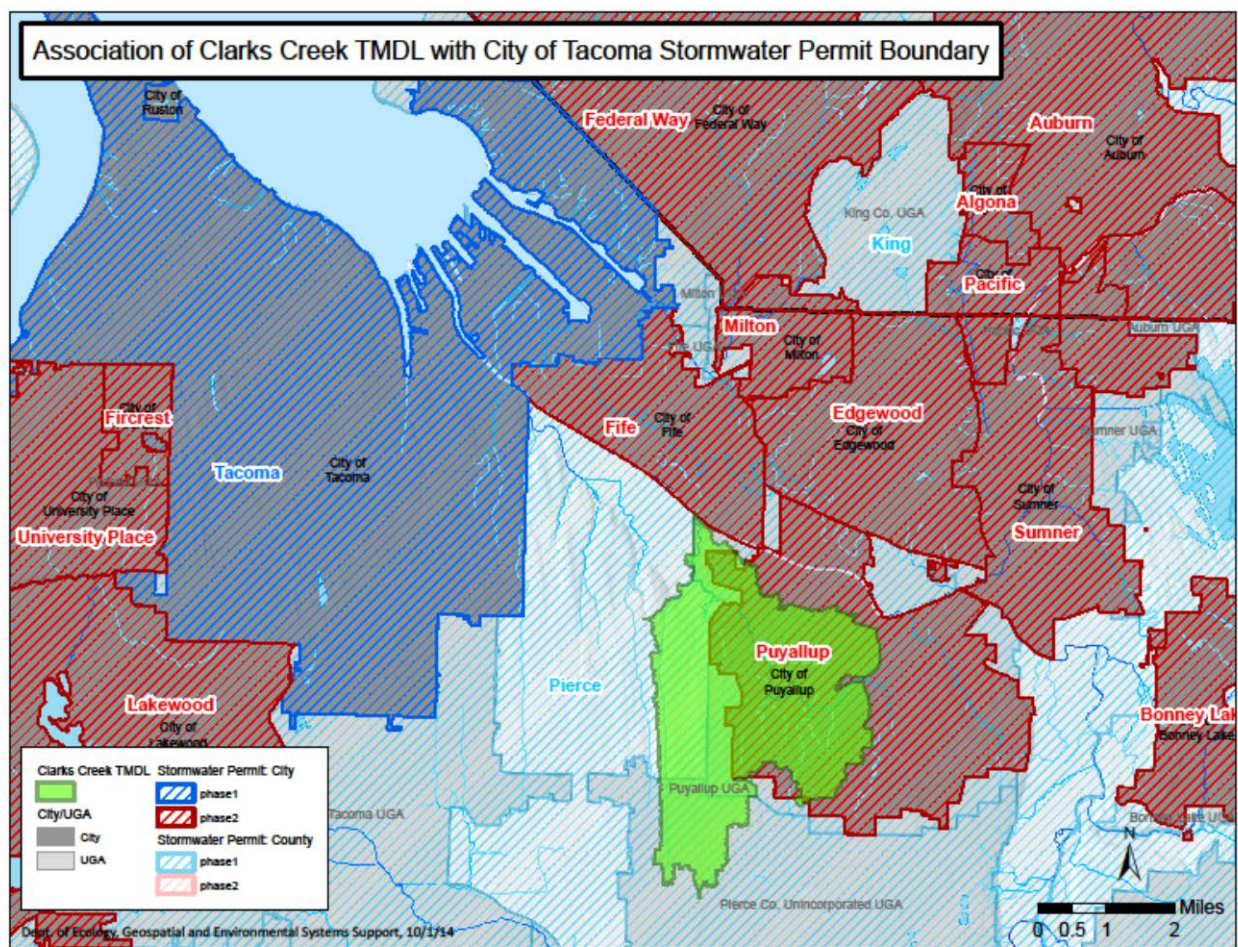 Association of Clarks Creek TMDL with City of Tacoma Stormwater Permit Boundary
City of
Ruston
Federal Way
City of
Federal Way
Auburn
City of
Auburn
City of
Algona
King Co. UGA
King
City of
Pacific
Milton
Milton
City of
Milton
Auburn UGA
Fife UGA
City of
Fircrest
Fife
City of
Fife
Edgewood
City of
Edgewood
Sumner UGA
Tacoma
City of
Tacoma
City of
University Place
University Place
City of
Sumner
Sumner
Puyallup
City of
Puyallup
Pierce
Lakewood
City of
Lakewood
Bonney Lak
Bonney Lake
Puyallup UGA
Tacoma UGA
Bonney Lake UGA
Pierce Co. Unincorporated UGA
Clarks Creek TMDL
City/UGA
City
UGA
Stormwater Permit: City
phase1
phase2
Stormwater Permit: County
phase1
phase2
N
0 0.5 1 2 Miles
Dept. of Ecology, Geospatial and Environmental Systems Support, 10/1/14